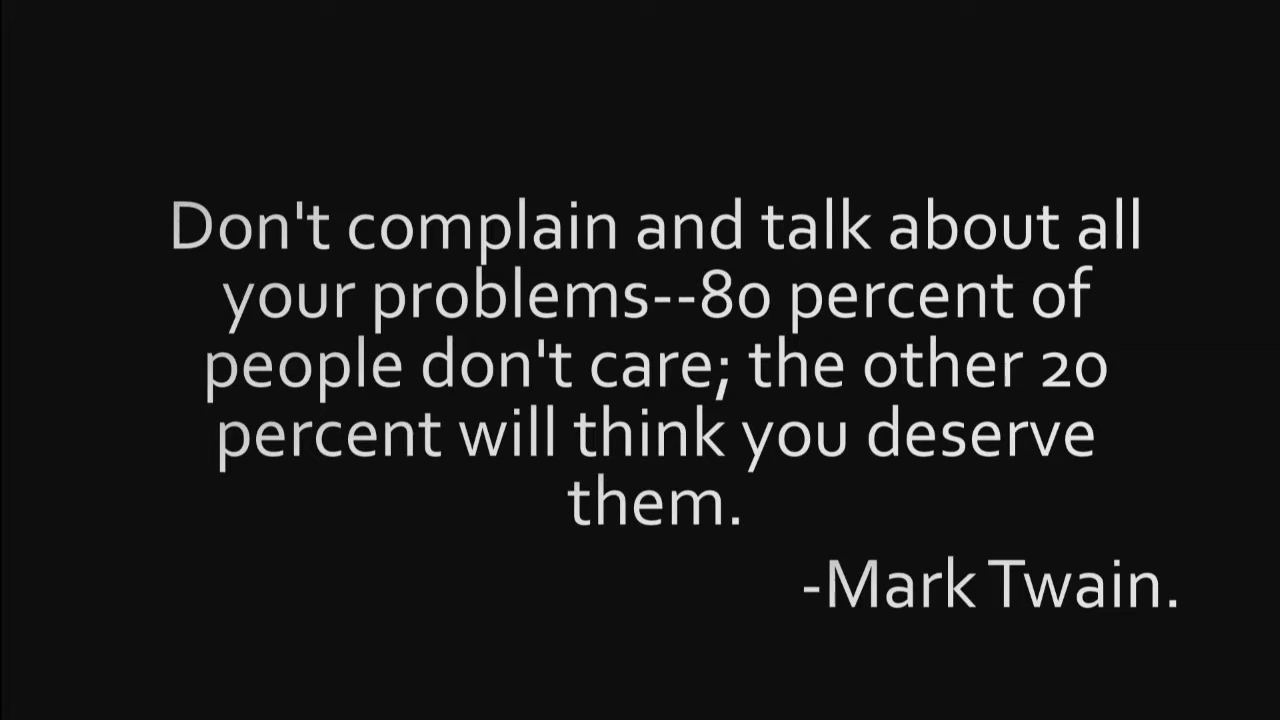 Don't complain and talk about all
your problems--80 percent of
people don't care; the other 20
percent will think you deserve
them.
-Mark Twain.